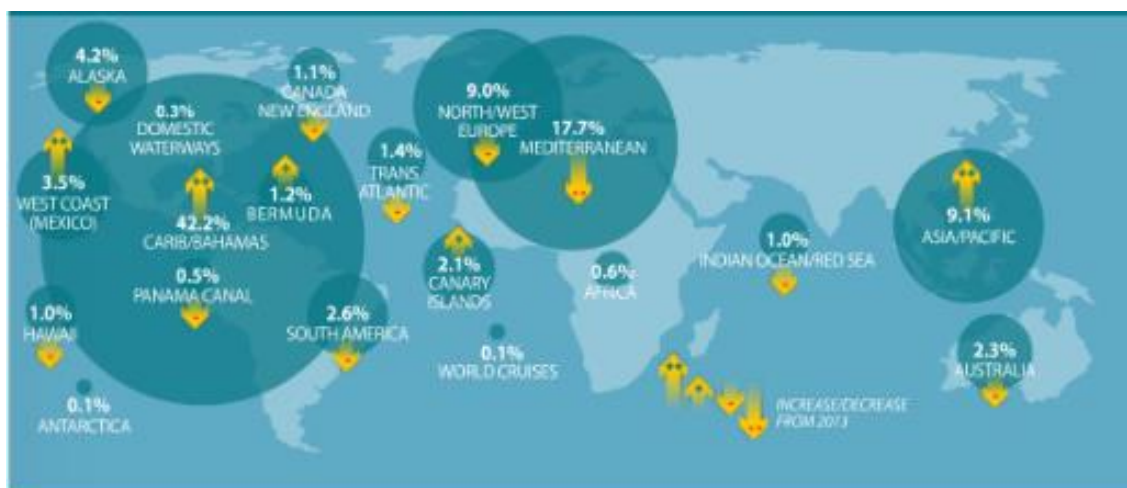 4.2%
ALASKA
0.3%
DOMESTIC
WATERWAYS
1.1%
CANADA
NEW ENGLAND
3.5%
WEST COAST
(MEXICO)
42.2%
CARIB/BAHAMAS
1.2%
BERMUDA
0.5%
PANAMA CANAL
1.0%
HAWAII
0.1%
ANTARCTICA
2.6%
SOUTH AMERICA
1.4%
TRANS
ATLANTIC
9.0%
NORTH/WEST
EUROPE
17.7%
MEDITERRANEAN
2.1%
CANARY
ISLANDS
0.1%
WORLD CRUISES
0.6%
AFRICA
1.0%
INDIAN OCEAN/RED SEA
9.1%
ASIA/PACIFIC
2.3%
AUSTRALIA
INCREASE/DECREASE
FROM 2013